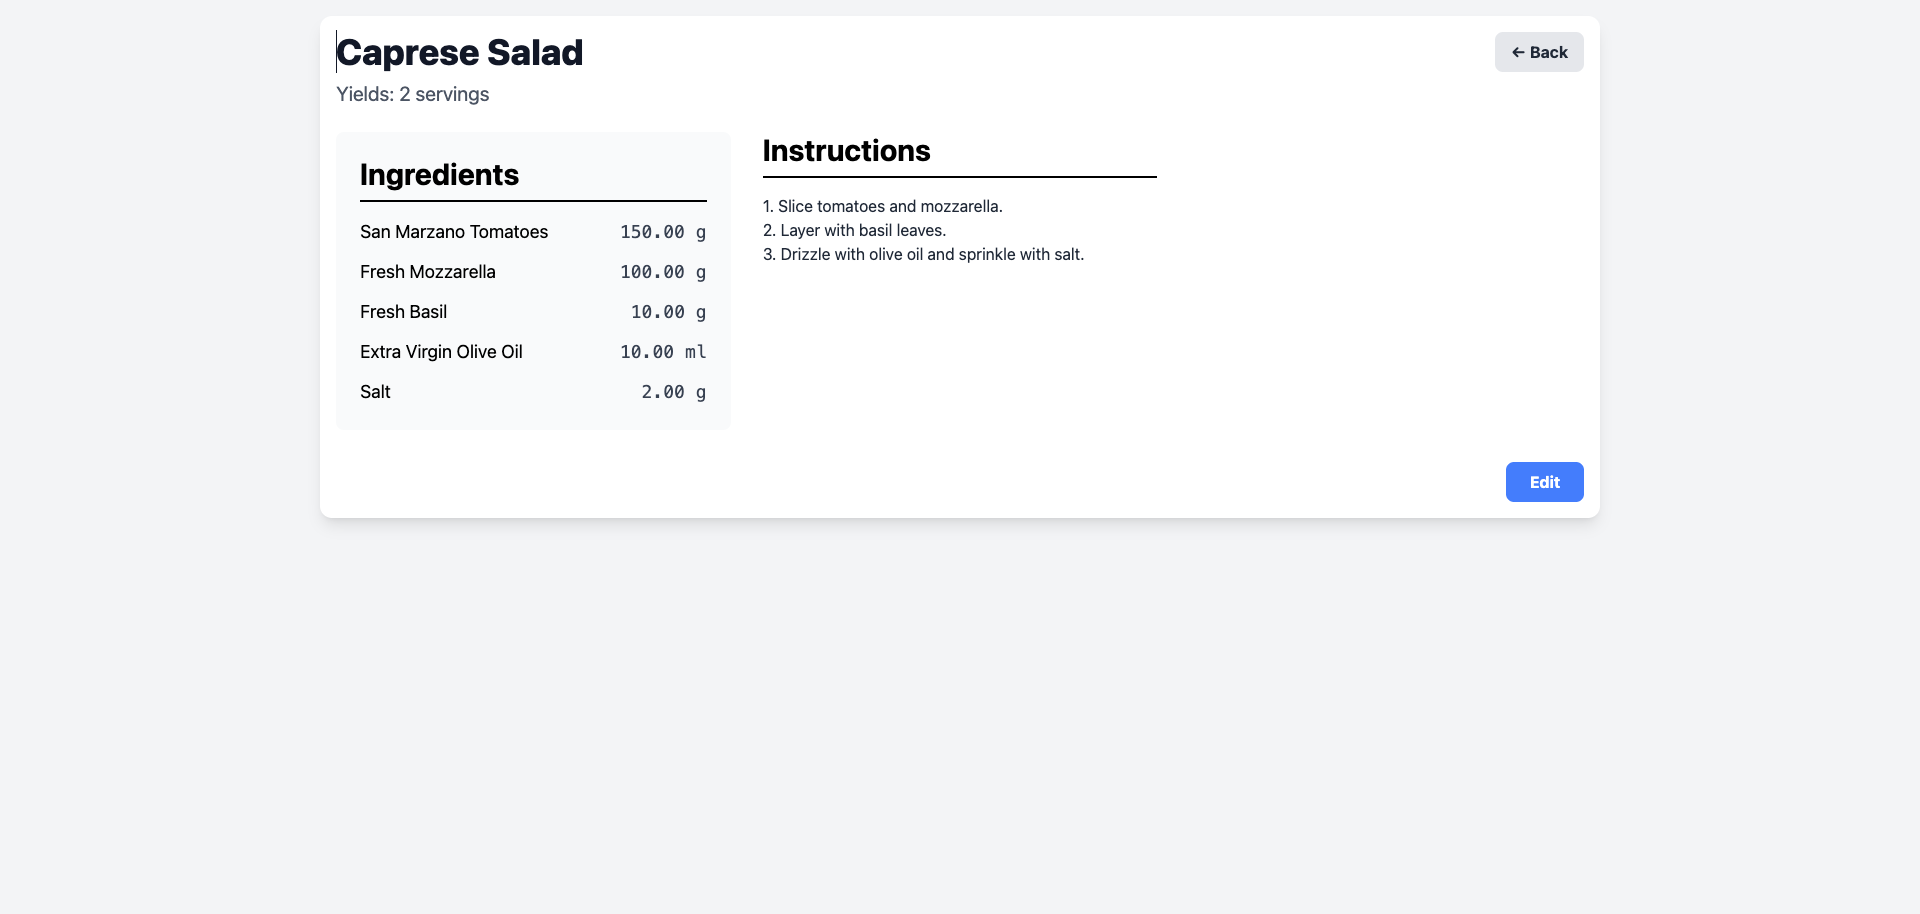 Caprese Salad
← Back
Yields: 2 servings
Ingredients
San Marzano Tomatoes 150.00 g
Fresh Mozzarella 100.00 g
Fresh Basil 10.00 g
Extra Virgin Olive Oil 10.00 ml
Salt 2.00 g
Instructions
1. Slice tomatoes and mozzarella.
2. Layer with basil leaves.
3. Drizzle with olive oil and sprinkle with salt.
Edit